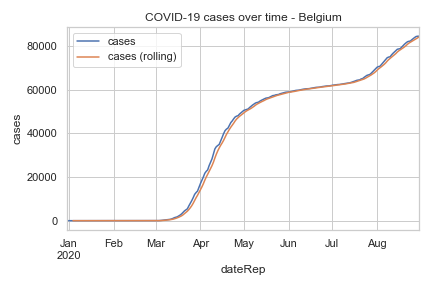 COVID-19 cases over time - Belgium
cases
cases (rolling)
80000
60000
40000
20000
0
cases
Jan Feb Mar Apr May Jun Jul Aug
2020
dateRep